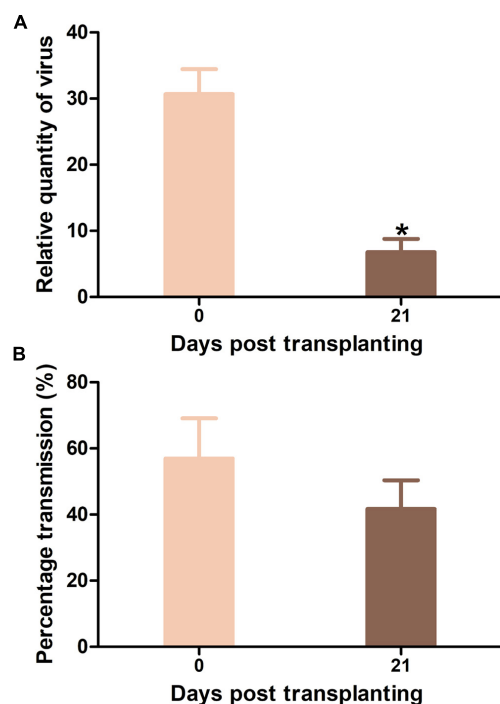 A
Relative quantity of virus
40
30
20
10
0
*
0
21
Days post transplanting
B
Percentage transmission (%)
80
60
40
20
0
0
21
Days post transplanting